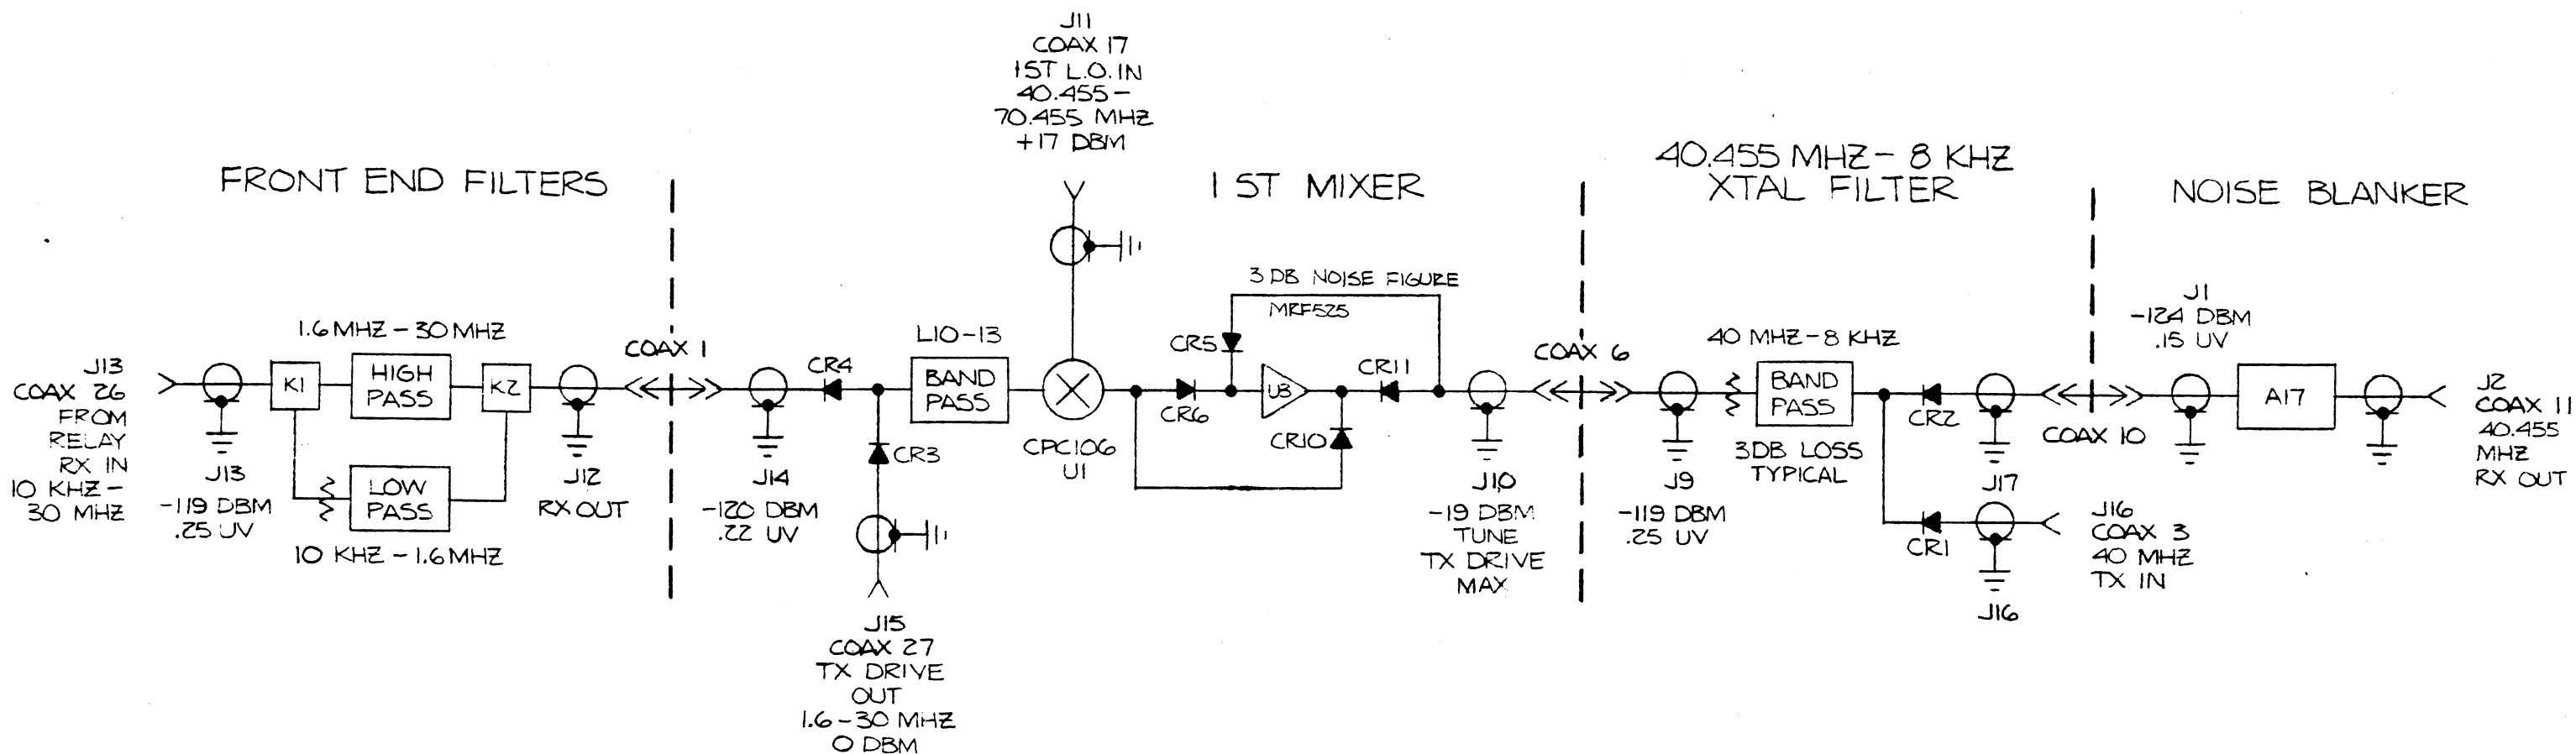 J11
COAX 17
1ST L.O. IN
40.455 -
70.455 MHZ
+17 DBM
FRONT END FILTERS
1 ST MIXER
40.455 MHZ - 8 KHZ
XTAL FILTER
NOISE BLANKER
J13
COAX 26
FROM
RELAY
RX IN
10 KHZ -
30 MHZ
J13
-119 DBM
.25 UV
1.6 MHZ - 30 MHZ
K1
HIGH
PASS
K2
LOW
PASS
10 KHZ - 1.6 MHZ
J12
RX OUT
COAX 1
J14
-120 DBM
.22 UV
CR4
CR3
J15
COAX 27
TX DRIVE
OUT
1.6 - 30 MHZ
0 DBM
L10-13
BAND
PASS
CPC106
U1
3 DB NOISE FIGURE
MRF525
CR5
CR6
U3
CR11
CR10
J10
-19 DBM
TUNE
TX DRIVE
MAX
COAX 6
J9
-119 DBM
.25 UV
40 MHZ - 8 KHZ
BAND
PASS
3 DB LOSS
TYPICAL
CR2
J17
CR1
J16
J16
COAX 3
40 MHZ
TX IN
COAX 10
J1
-124 DBM
.15 UV
A17
J2
COAX 11
40.455
MHZ
RX OUT